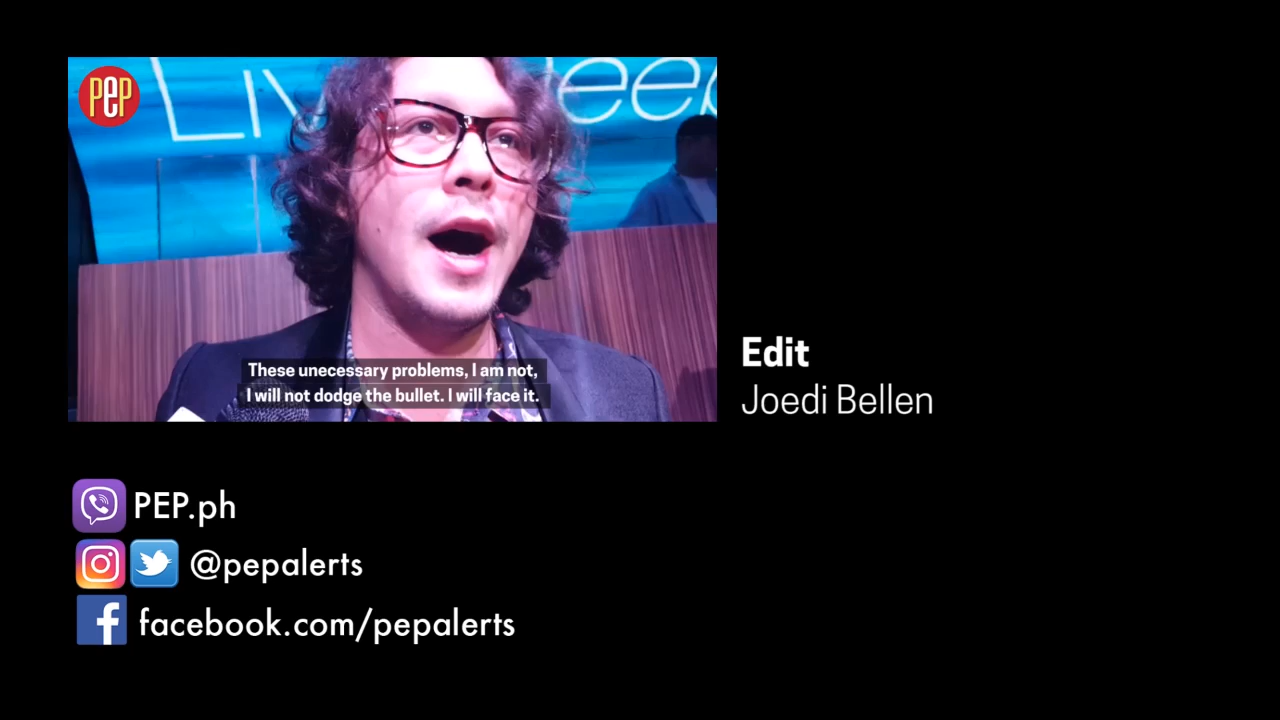 PEP
These unecessary problems, I am not,
I will not dodge the bullet. I will face it.
Edit
Joedi Bellen
PEP.ph
@pepalerts
facebook.com/pepalerts